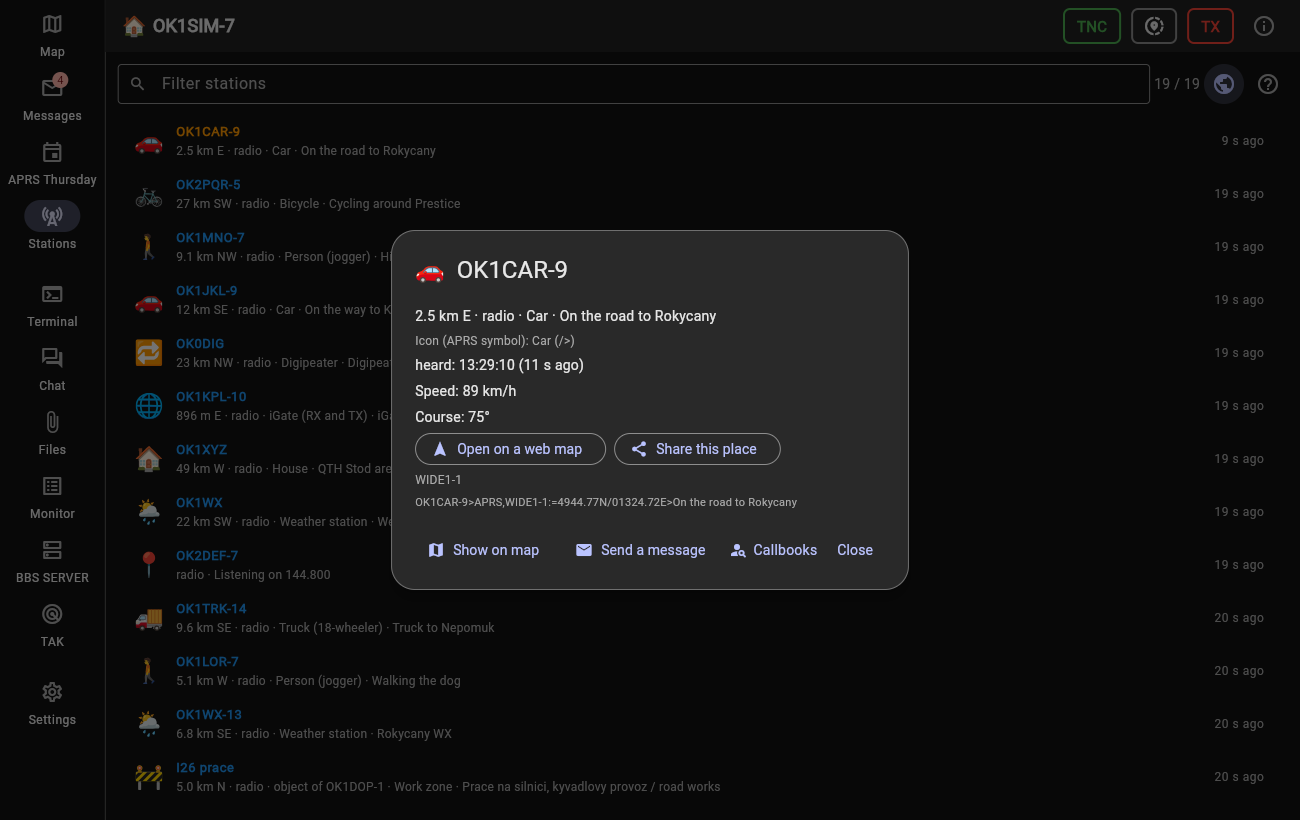 OK1SIM-7
TNC
TX
Map
4
Messages
APRS Thursday
Stations
Terminal
Chat
Files
Monitor
BBS SERVER
TAK
Settings
Filter stations
19 / 19
OK1CAR-9
2.5 km E · radio · Car · On the road to Rokycany
9 s ago
OK2PQR-5
27 km SW · radio · Bicycle · Cycling around Prestice
19 s ago
OK1MNO-7
9.1 km NW · radio · Person (jogger) ·
19 s ago
OK1JKL-9
12 km SE · radio · Car · On the way to K
19 s ago
OK0DIG
23 km NW · radio · Digipeater · Digipea
19 s ago
OK1KPL-10
896 m E · radio · iGate (RX and TX) · iGa
19 s ago
OK1XYZ
49 km W · radio · House · QTH Stod are
19 s ago
OK1WX
22 km SW · radio · Weather station · We
19 s ago
OK2DEF-7
radio · Listening on 144.800
19 s ago
OK1TRK-14
9.6 km SE · radio · Truck (18-wheeler) · Truck to Nepomuk
20 s ago
OK1LOR-7
5.1 km W · radio · Person (jogger) · Walking the dog
20 s ago
OK1WX-13
6.8 km SE · radio · Weather station · Rokycany WX
20 s ago
I26 prace
5.0 km N · radio · object of OK1DOP-1 · Work zone · Prace na silnici, kyvadlovy provoz / road works
20 s ago
OK1CAR-9
2.5 km E · radio · Car · On the road to Rokycany
Icon (APRS symbol): Car (/>)
heard: 13:29:10 (11 s ago)
Speed: 89 km/h
Course: 75°
Open on a web map
Share this place
WIDE1-1
OK1CAR-9>APRS,WIDE1-1:=4944.77N/01324.72E>On the road to Rokycany
Show on map
Send a message
Callbooks
Close